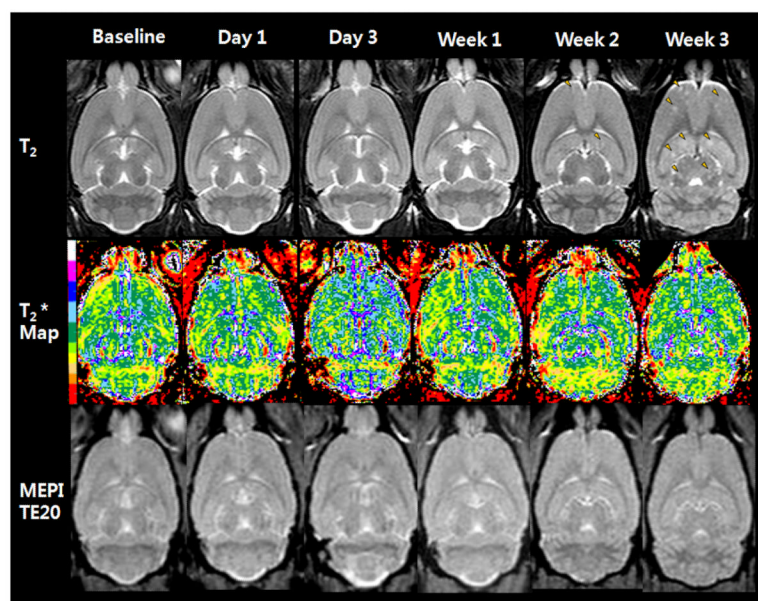 Baseline Day 1 Day 3 Week 1 Week 2 Week 3
T2
T2*
Map
MEPI
TE20